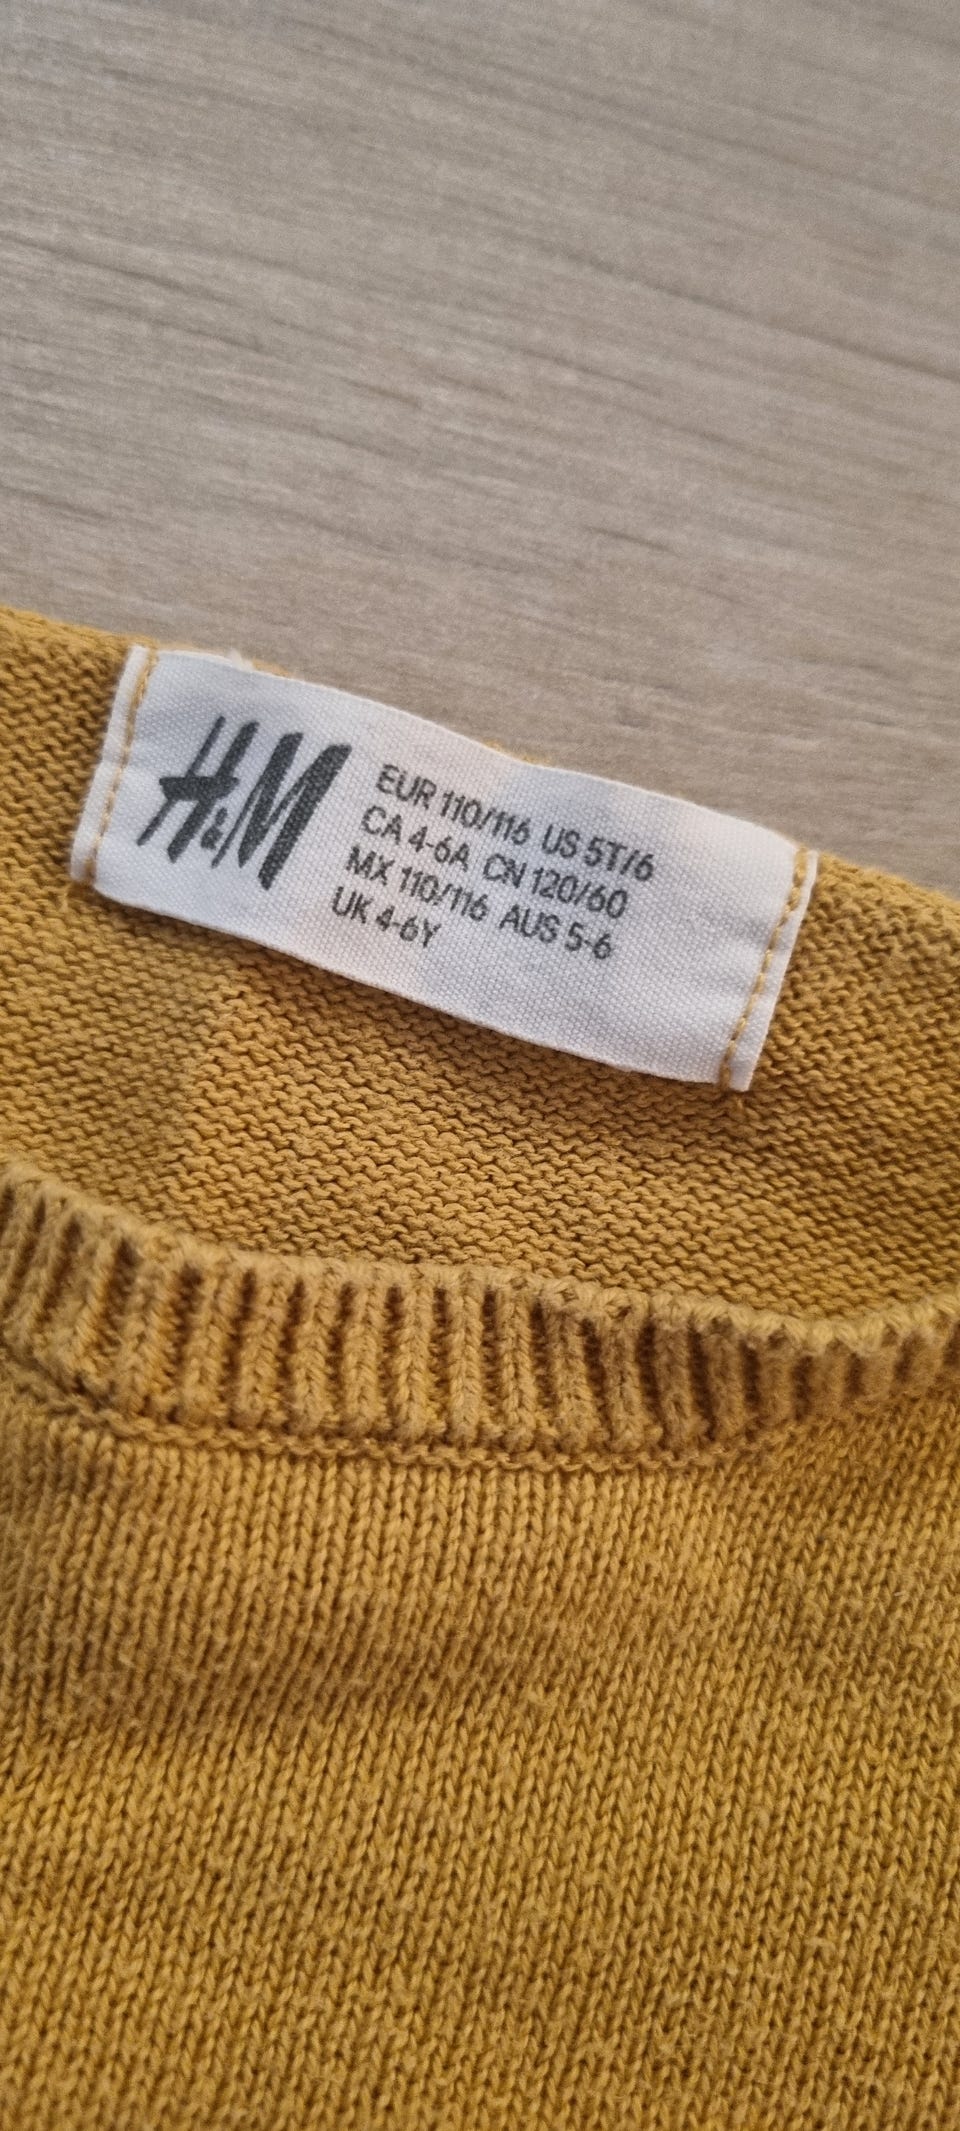 H&M
EUR 110/116 US 5T/6
CA 4-6A CN 120/60
MX 110/116 AUS 5-6
UK 4-6Y